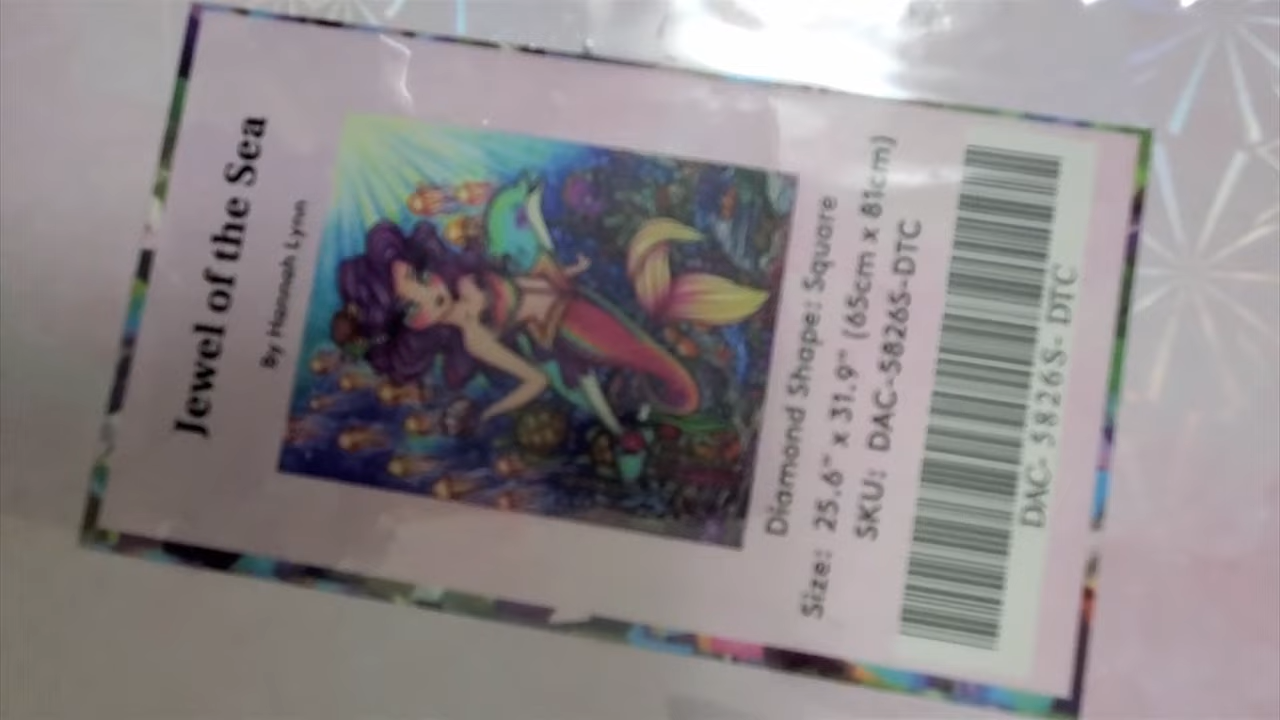 Jewel of the Sea
By Hannah Lynn
Diamond Shape: Square
Size: 25.6" x 31.9" (65cm x 81cm)
SKU: DAC-5826S-DTC
DAC- 5826S- DTC